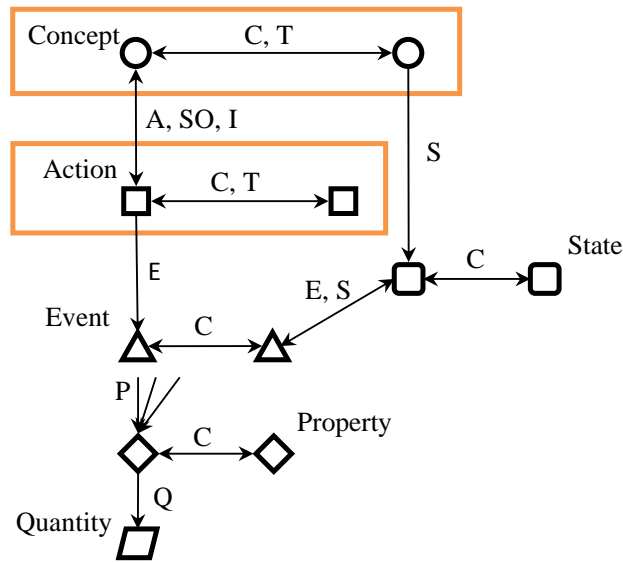 Concept
C, T
A, SO, I
Action
C, T
S
State
E
E, S
C
Event
C
P
Property
C
Q
Quantity